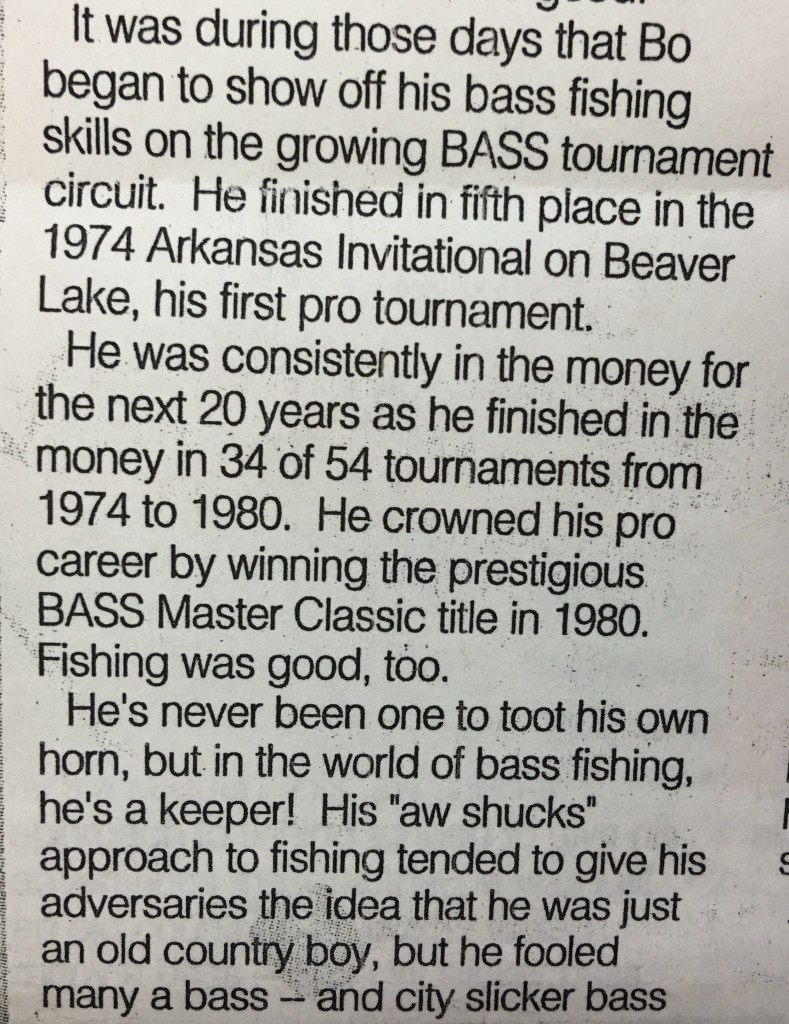 It was during those days that Bo
began to show off his bass fishing
skills on the growing BASS tournament
circuit.  He finished in fifth place in the
1974 Arkansas Invitational on Beaver
Lake, his first pro tournament.
He was consistently in the money for
the next 20 years as he finished in the
money in 34 of 54 tournaments from
1974 to 1980.  He crowned his pro
career by winning the prestigious
BASS Master Classic title in 1980.
Fishing was good, too.
He's never been one to toot his own
horn, but in the world of bass fishing,
he's a keeper!  His "aw shucks"
approach to fishing tended to give his
adversaries the idea that he was just
an old country boy, but he fooled
many a bass -- and city slicker bass